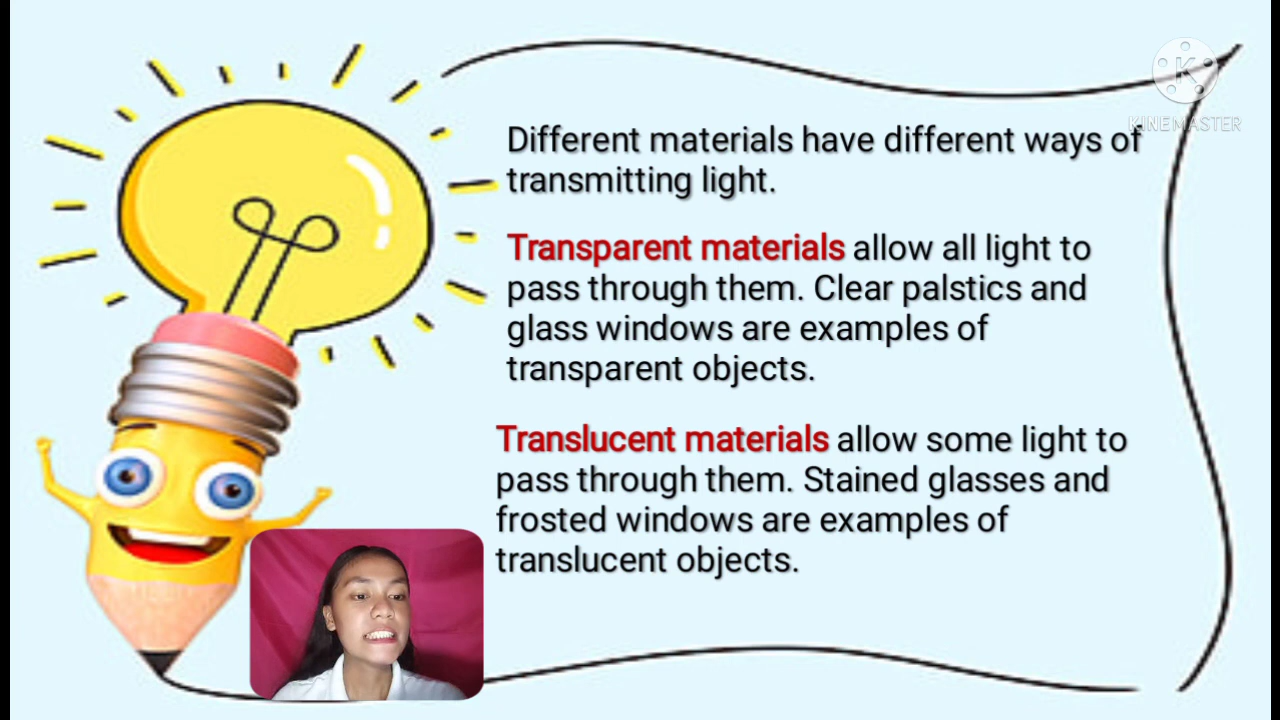 KINEMASTER
Different materials have different ways of
transmitting light.
Transparent materials allow all light to
pass through them. Clear palstics and
glass windows are examples of
transparent objects.
Translucent materials allow some light to
pass through them. Stained glasses and
frosted windows are examples of
translucent objects.